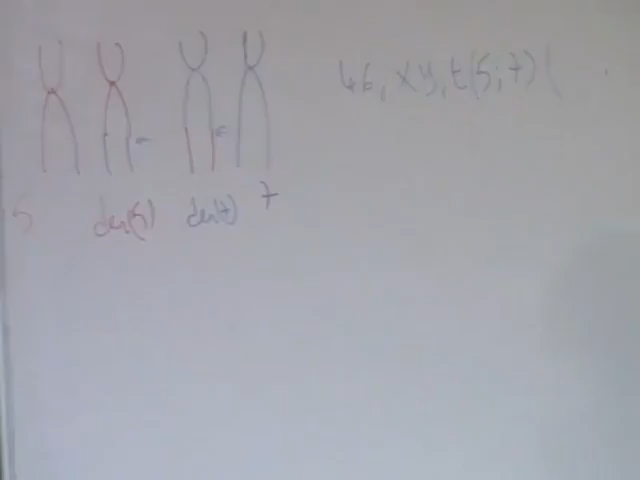 46, xy, t(5;7)(
5 der(5) der(7) 7